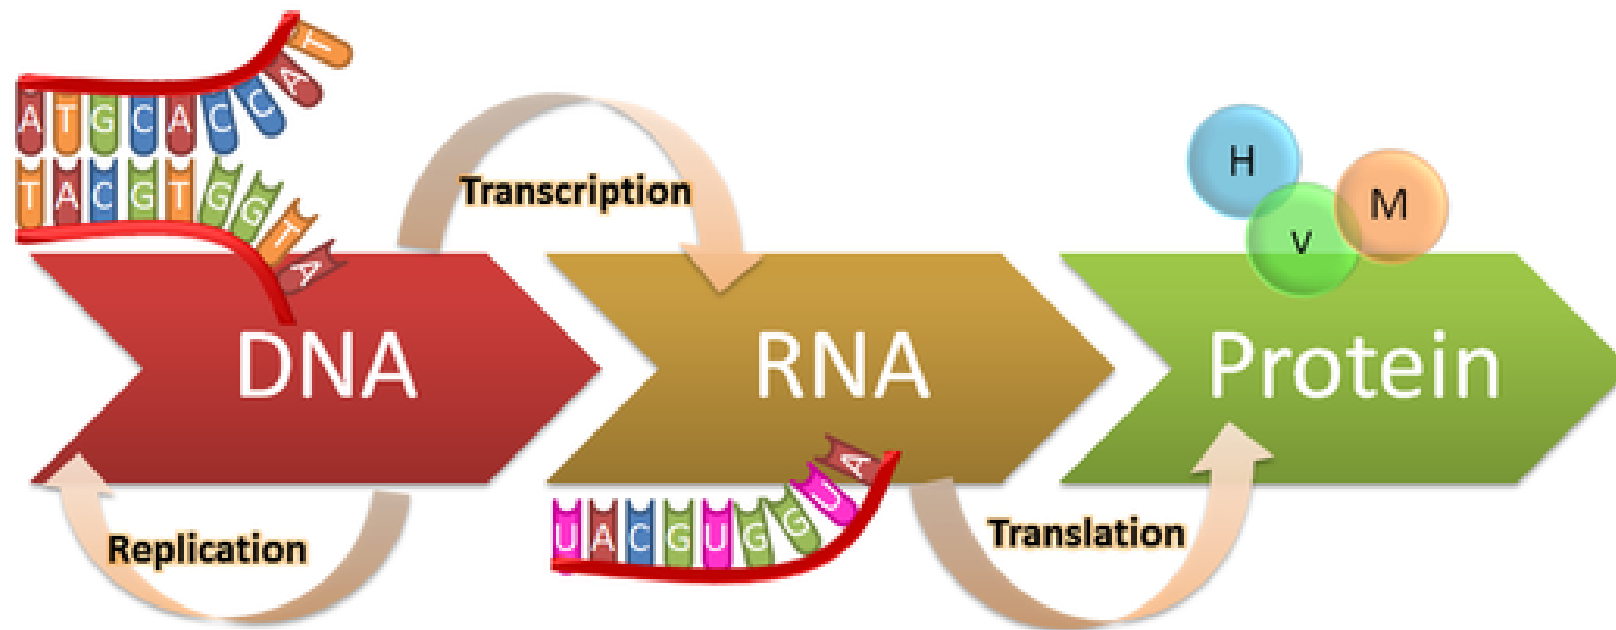 ATGCACCAT
TACGTGGTA
Transcription
H
V
M
DNA
RNA
Protein
Replication
UACGUGGUA
Translation